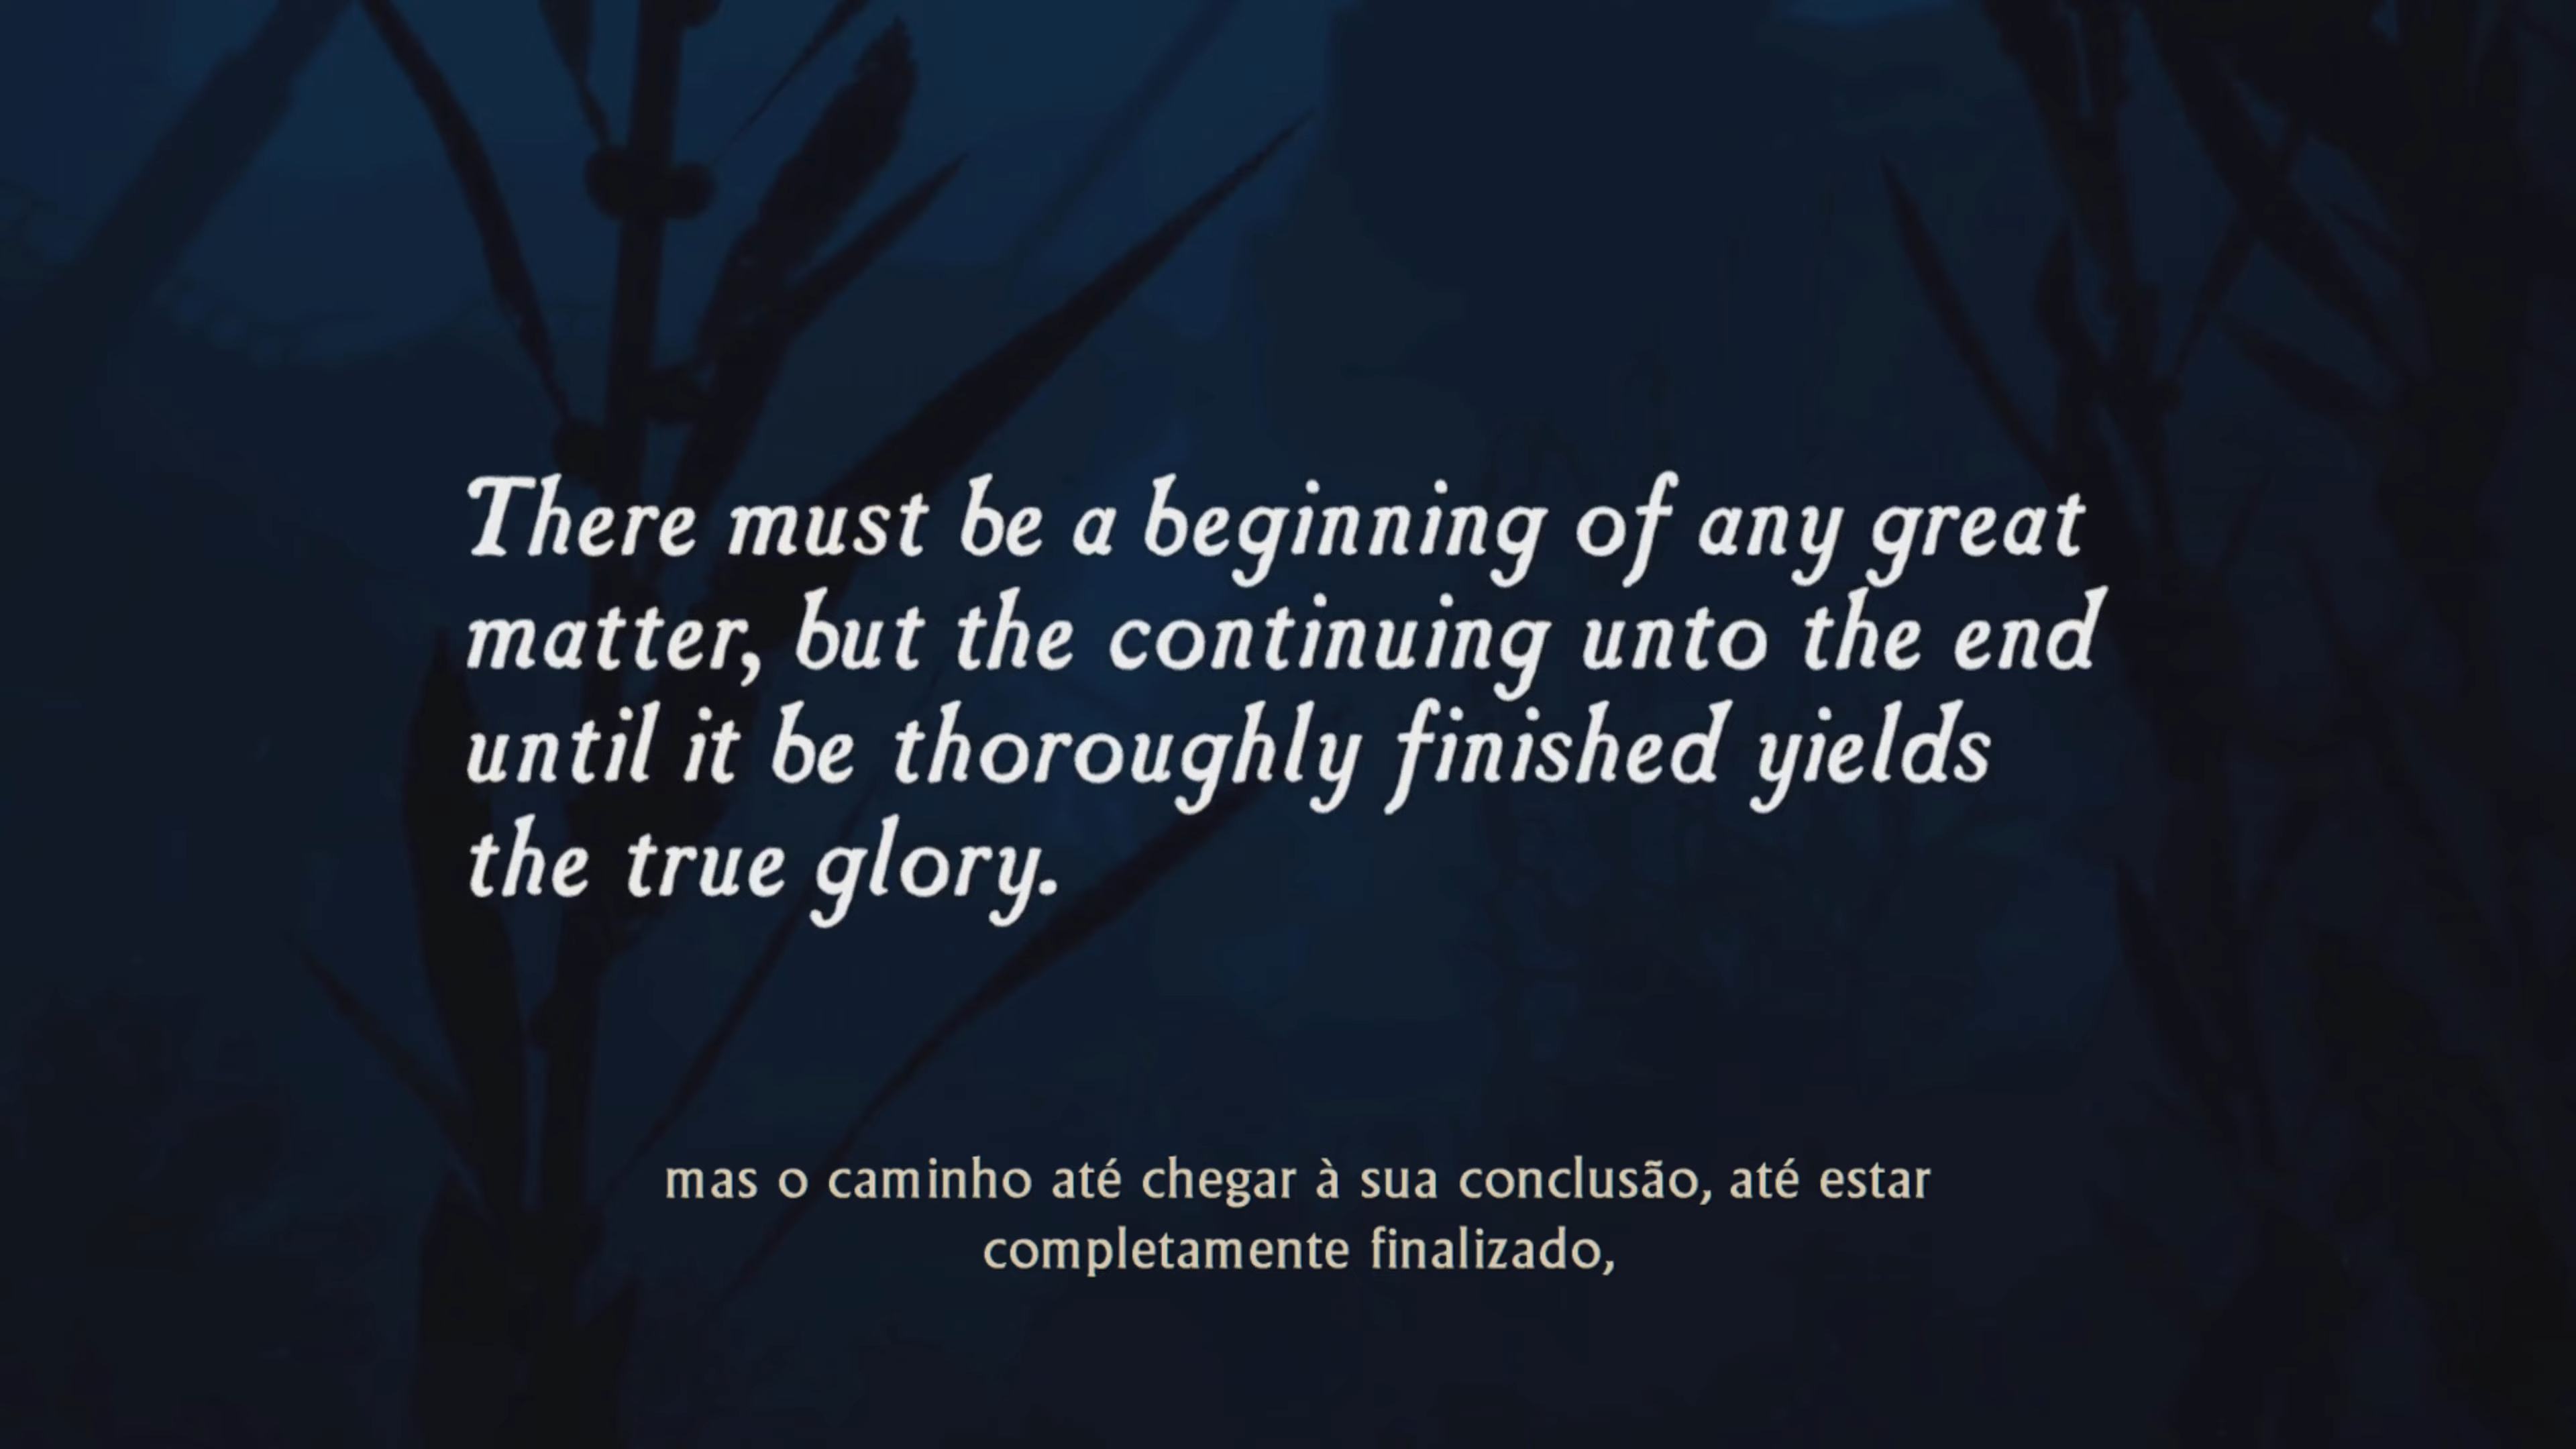 There must be a beginning of any great
matter, but the continuing unto the end
until it be thoroughly finished yields
the true glory.
mas o caminho até chegar à sua conclusão, até estar
completamente finalizado,